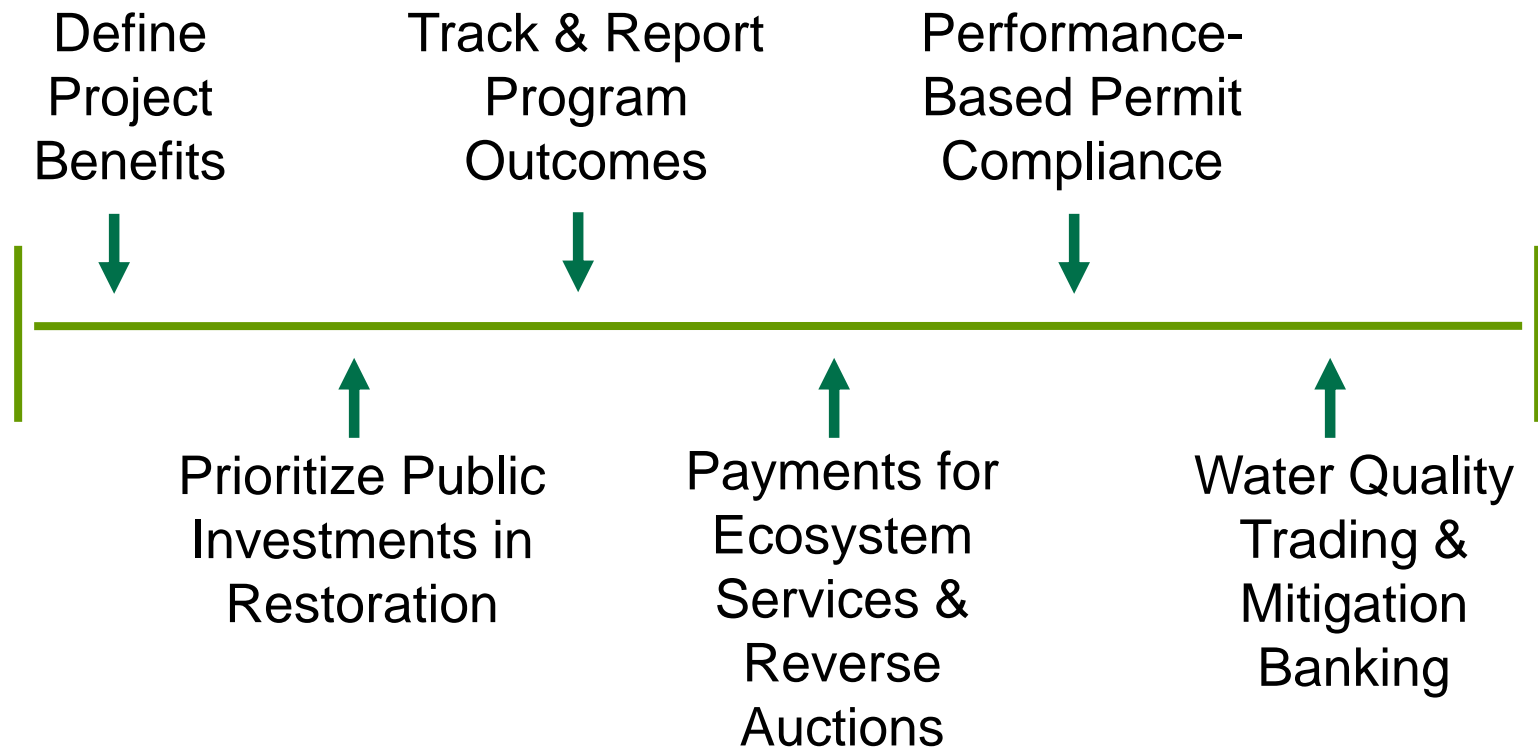 Define
Project
Benefits
Track & Report
Program
Outcomes
Performance-
Based Permit
Compliance
Prioritize Public
Investments in
Restoration
Payments for
Ecosystem
Services &
Reverse
Auctions
Water Quality
Trading &
Mitigation
Banking